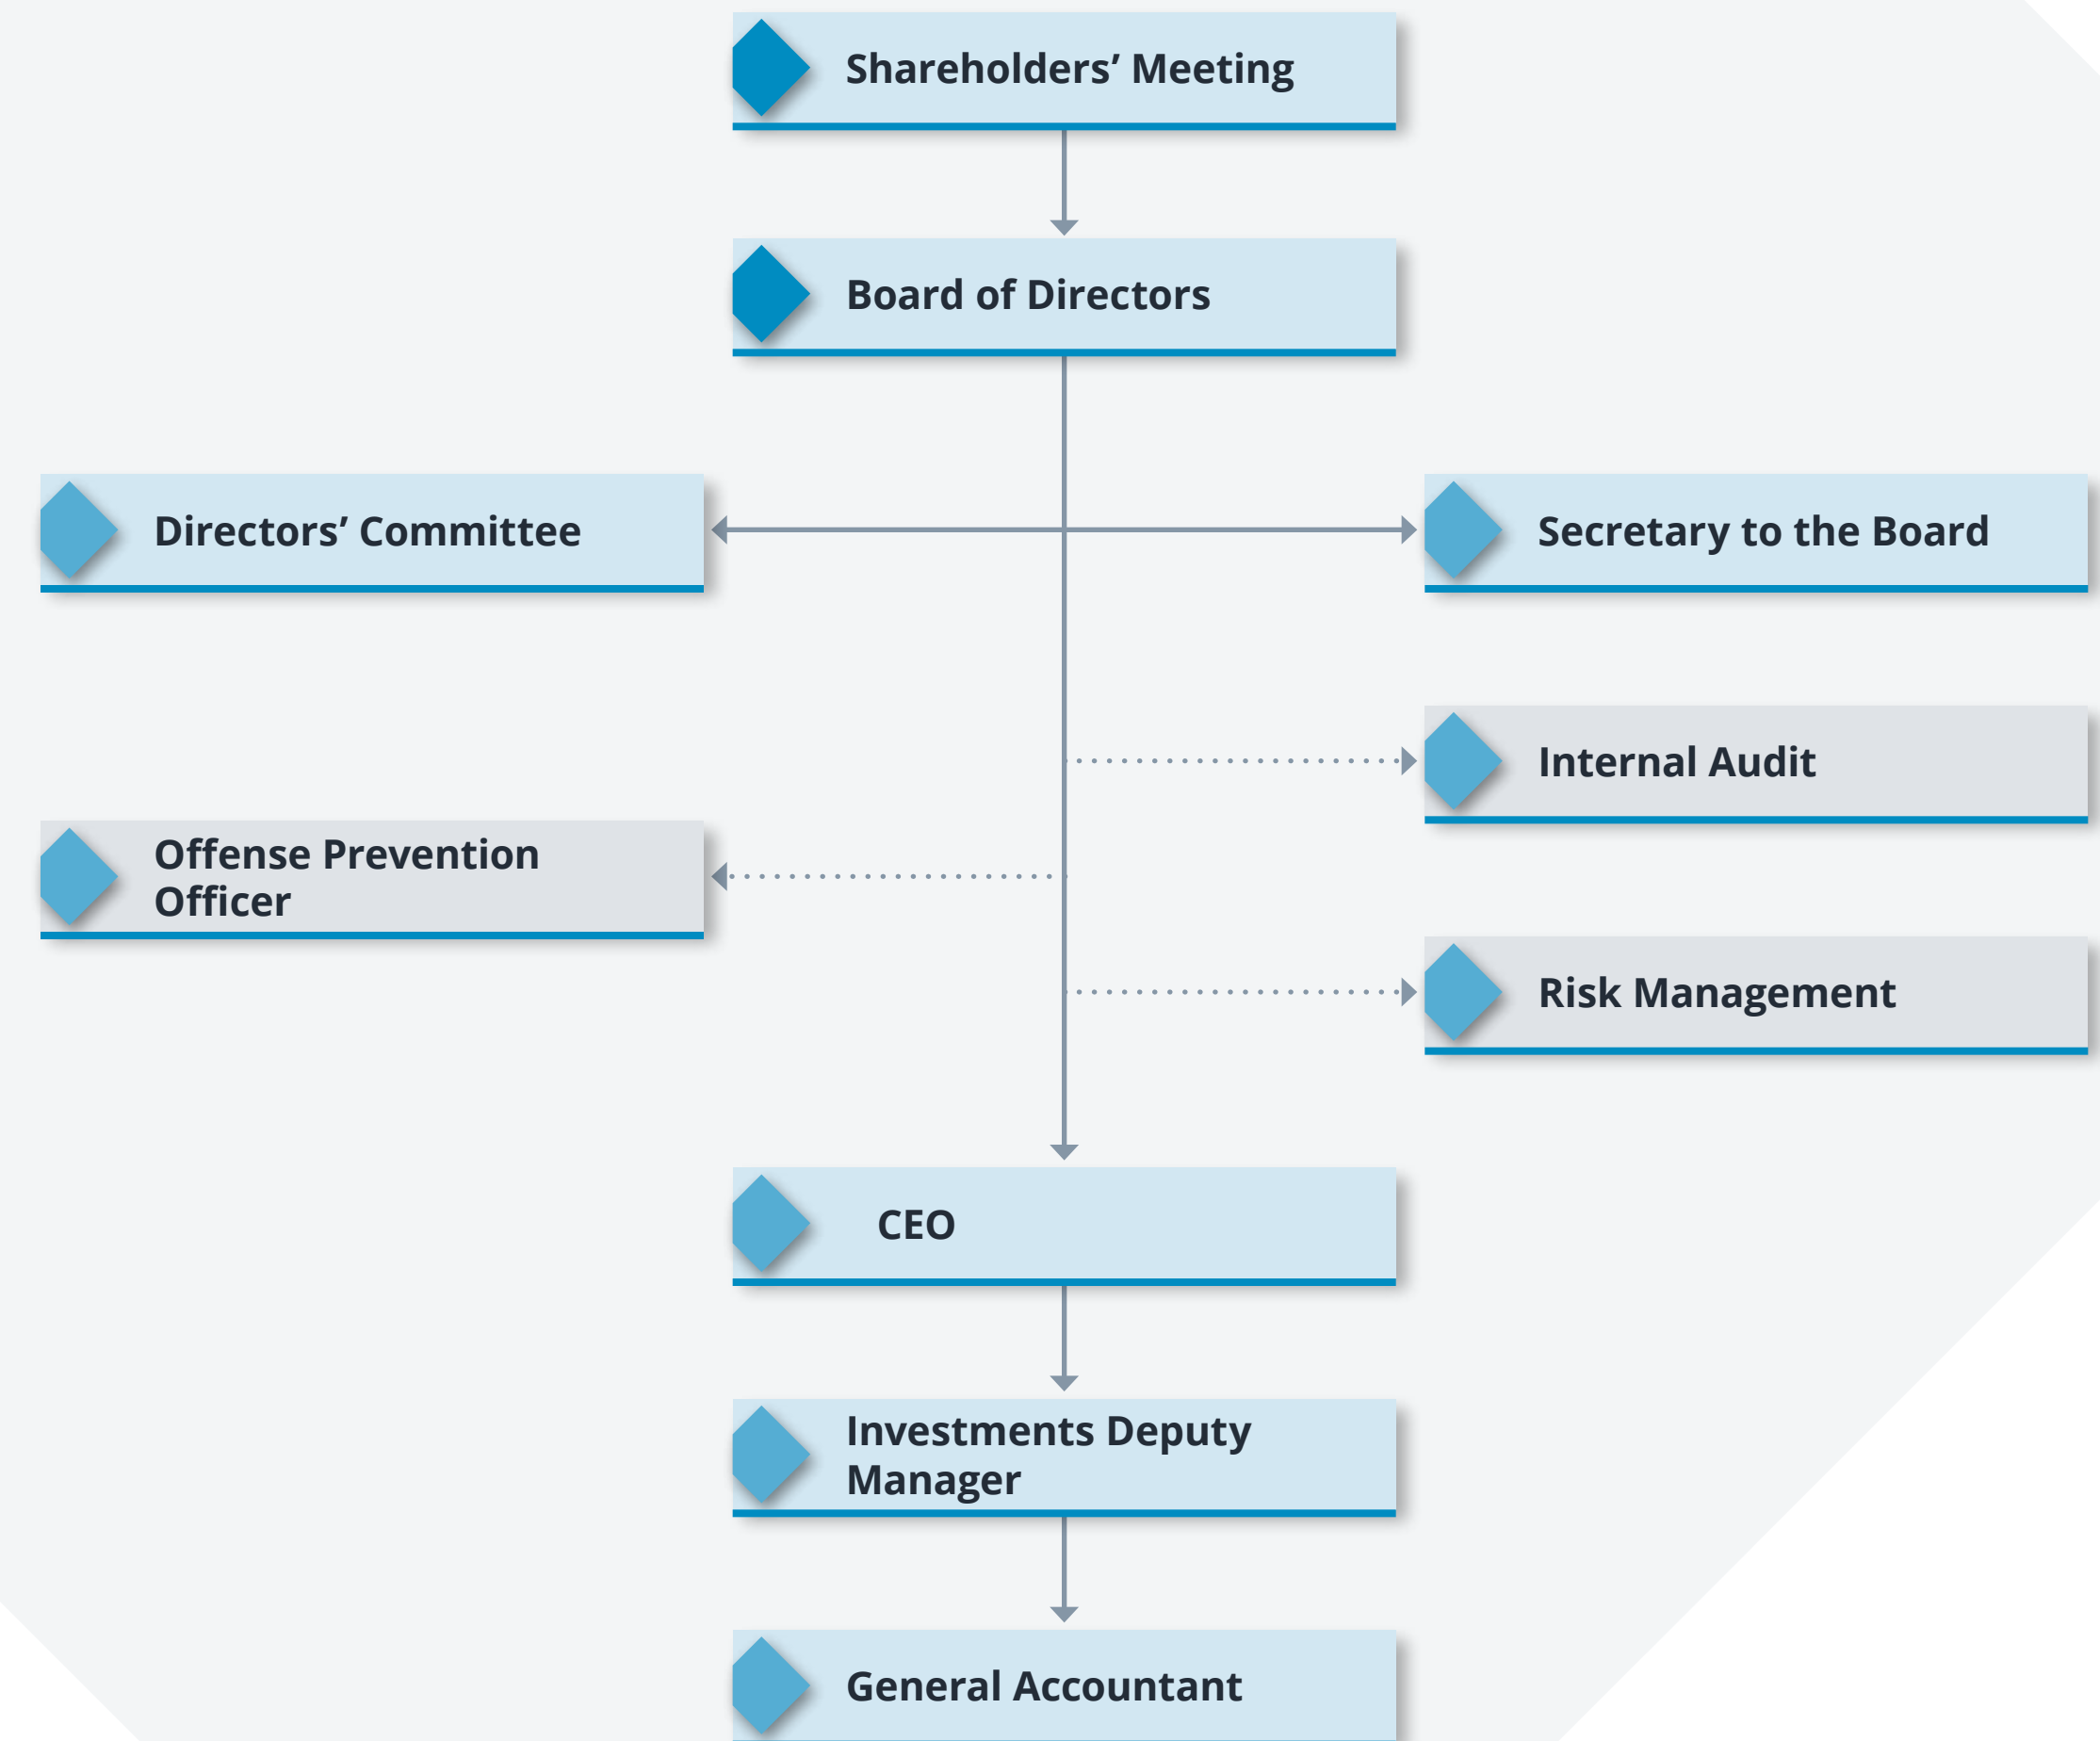 Shareholders’ Meeting
Board of Directors
Directors’ Committee
Secretary to the Board
Internal Audit
Offense Prevention
Officer
Risk Management
CEO
Investments Deputy
Manager
General Accountant